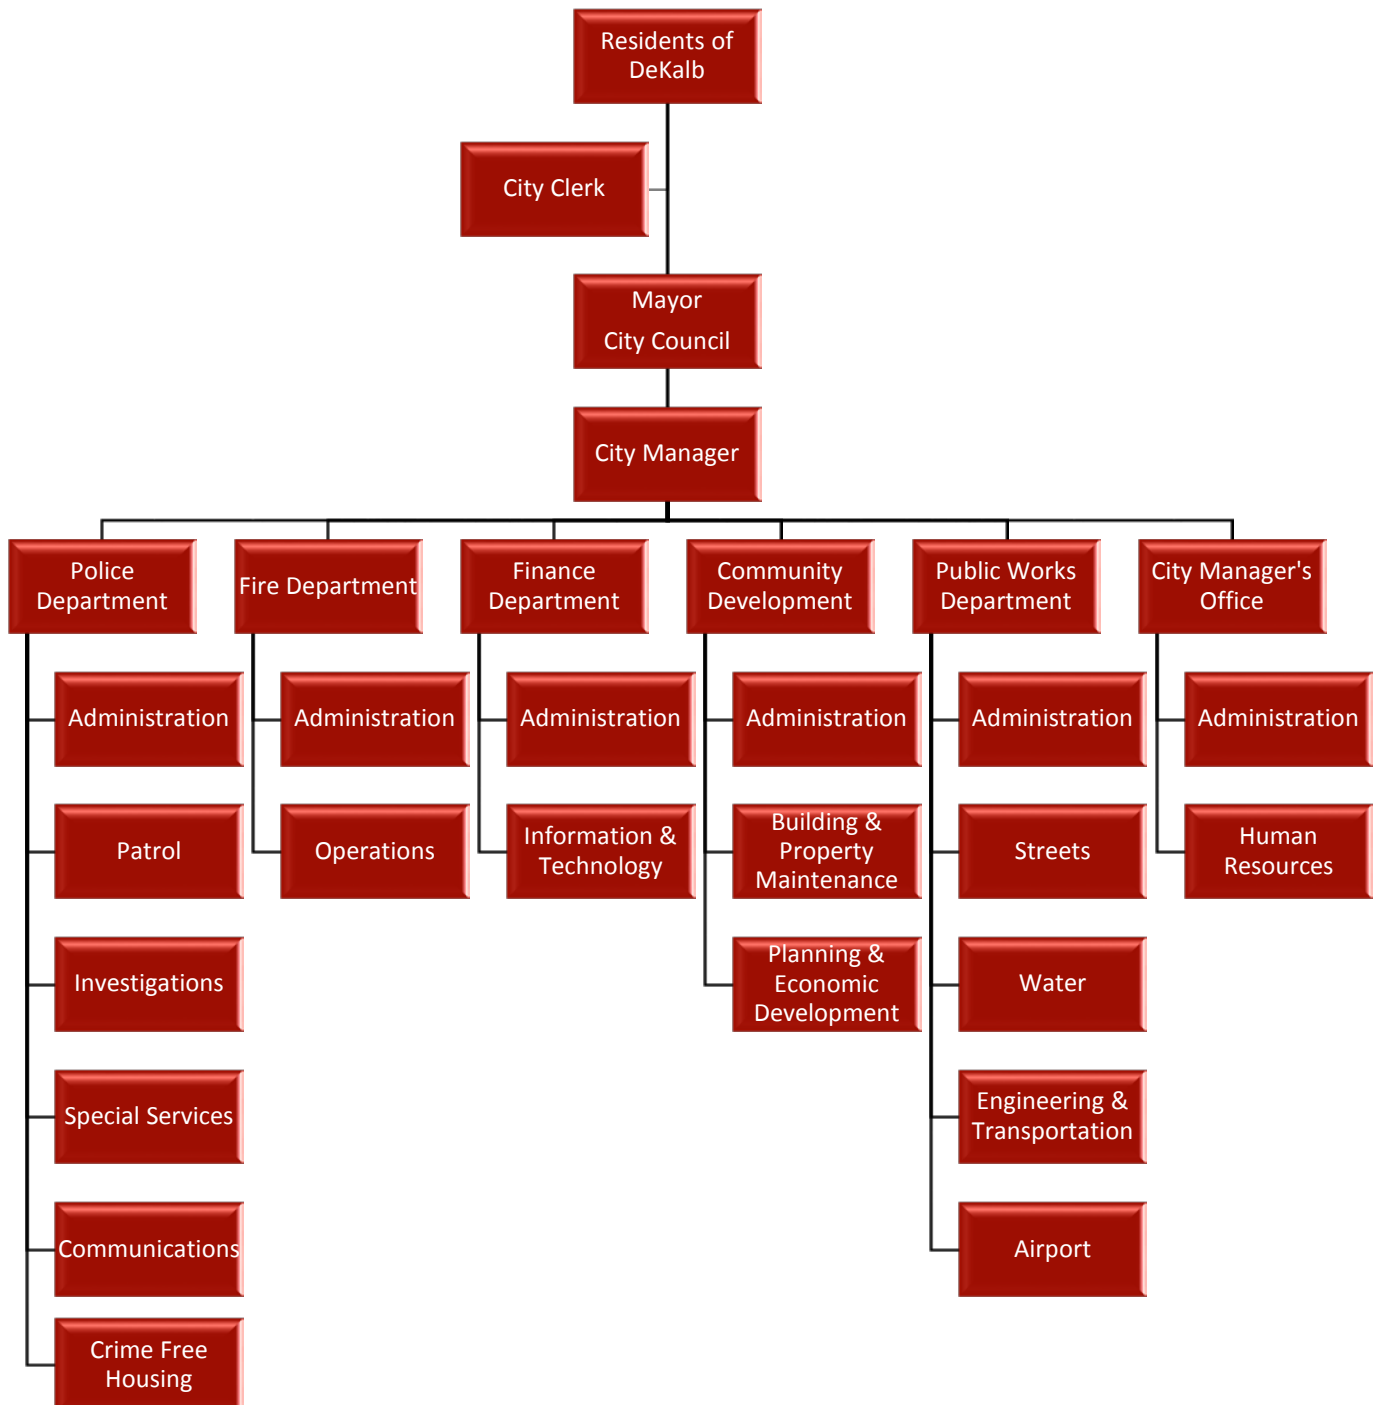 Residents of
DeKalb
City Clerk
Mayor
City Council
City Manager
Police
Department
Fire Department
Finance
Department
Community
Development
Public Works
Department
City Manager's
Office
Administration
Administration
Administration
Administration
Administration
Administration
Patrol
Operations
Information &
Technology
Building &
Property
Maintenance
Streets
Human
Resources
Investigations
Planning &
Economic
Development
Water
Special Services
Engineering &
Transportation
Communications
Airport
Crime Free
Housing